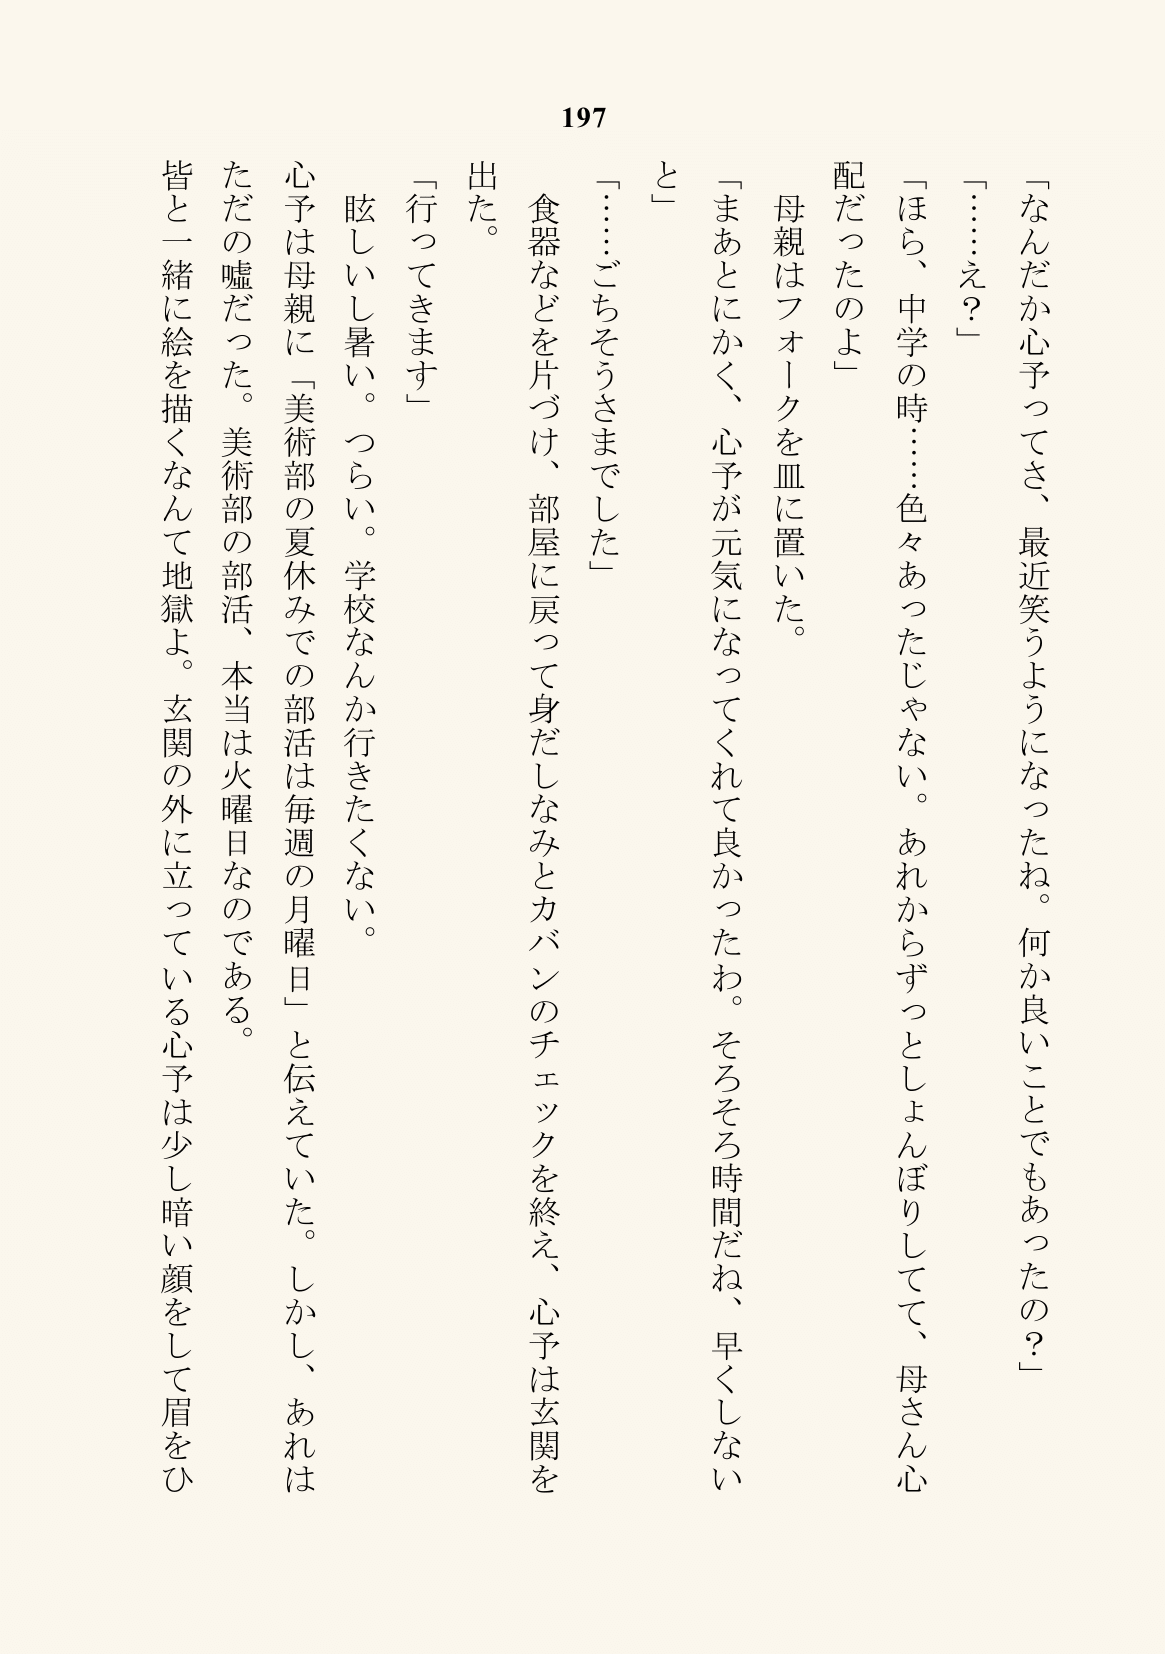 197
「なんだか心予ってさ、最近笑うようになったね。何か良いことでもあったの？」
「……え？」
「ほら、中学の時……色々あったじゃない。あれからずっとしょんぼりしてて、母さん心
配だったのよ」
　母親はフォークを皿に置いた。
「まあとにかく、心予が元気になってくれて良かったわ。そろそろ時間だね、早くしない
と」
「……ごちそうさまでした」
　食器などを片づけ、部屋に戻って身だしなみとカバンのチェックを終え、心予は玄関を
出た。
「行ってきます」
　眩しいし暑い。つらい。学校なんか行きたくない。
心予は母親に「美術部の夏休みでの部活は毎週の月曜日」と伝えていた。しかし、あれは
ただの嘘だった。美術部の部活、本当は火曜日なのである。
皆と一緒に絵を描くなんて地獄よ。玄関の外に立っている心予は少し暗い顔をして眉をひ